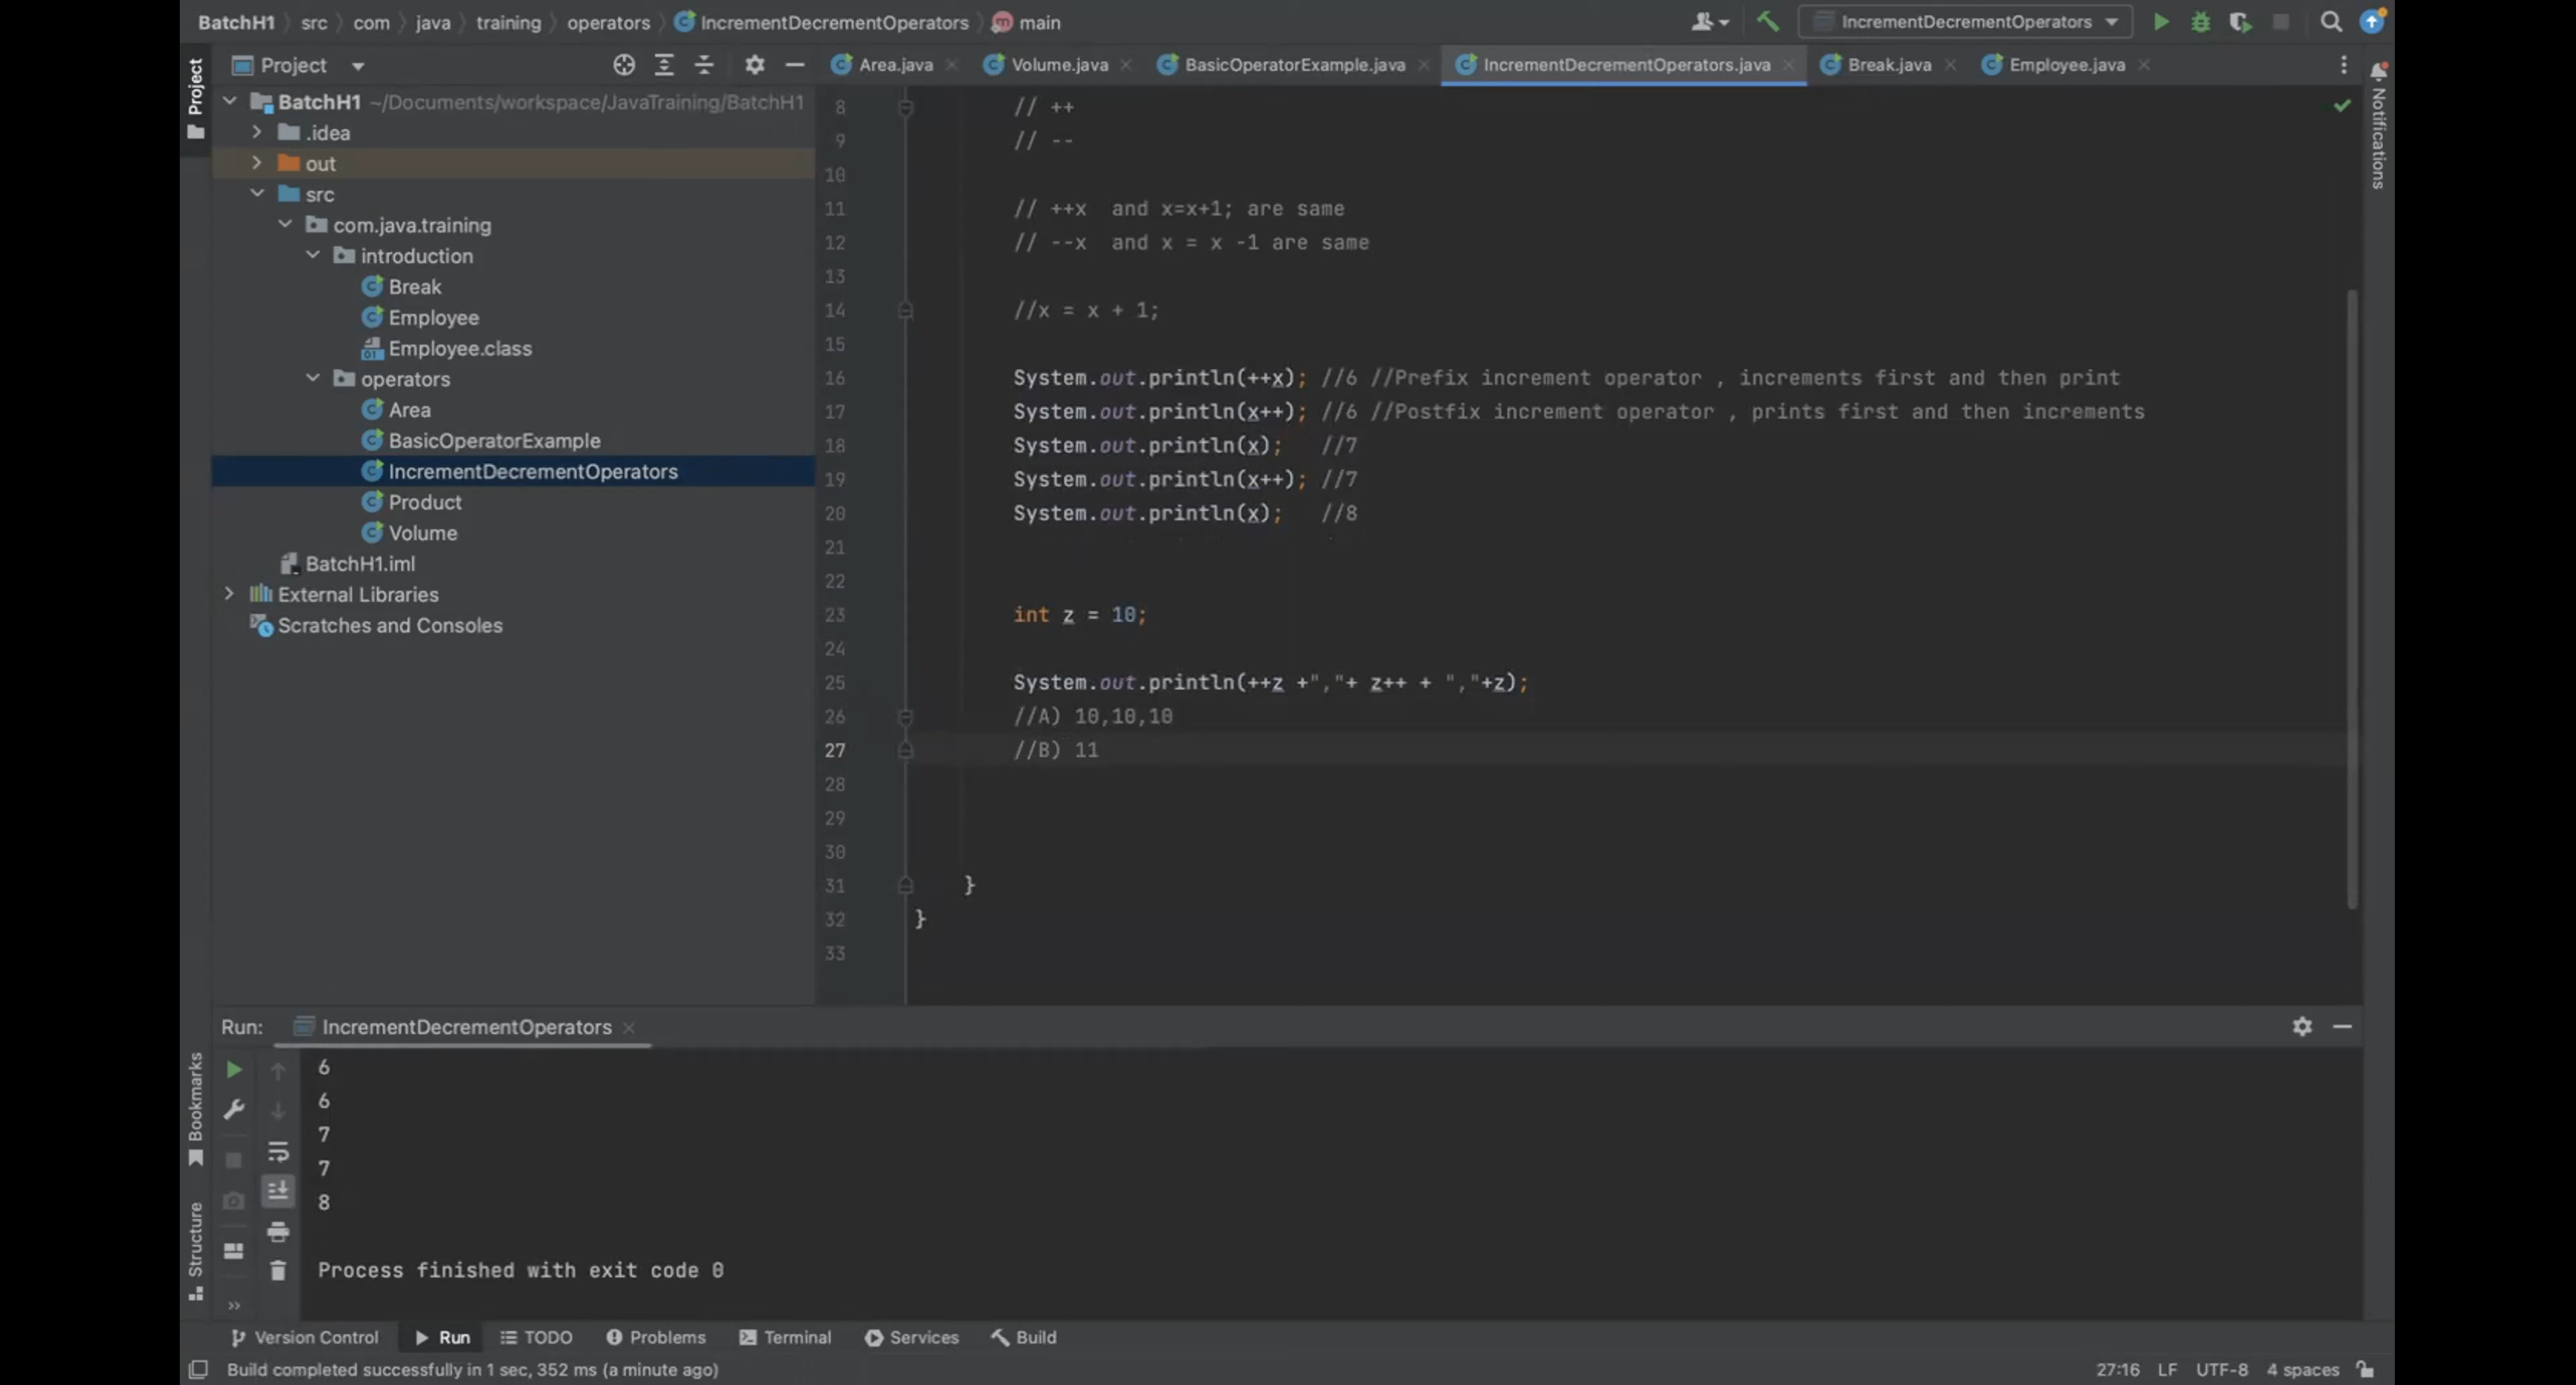 BatchH1 src com java training operators IncrementDecrementOperators main
IncrementDecrementOperators
Project
Project
Area.java
Volume.java
BasicOperatorExample.java
IncrementDecrementOperators.java
Break.java
Employee.java
Notifications
BatchH1 ~/Documents/workspace/JavaTraining/BatchH1
.idea
out
src
com.java.training
introduction
Break
Employee
Employee.class
operators
Area
BasicOperatorExample
IncrementDecrementOperators
Product
Volume
BatchH1.iml
External Libraries
Scratches and Consoles
8 // ++
9 // --
10
11 // ++x  and x=x+1; are same
12 // --x  and x = x -1 are same
13
14 //x = x + 1;
15
16 System.out.println(++x); //6 //Prefix increment operator , increments first and then print
17 System.out.println(x++); //6 //Postfix increment operator , prints first and then increments
18 System.out.println(x);   //7
19 System.out.println(x++); //7
20 System.out.println(x);   //8
21
22
23 int z = 10;
24
25 System.out.println(++z +","+ z++ + ","+z);
26 //A) 10,10,10
27 //B) 11
28
29
30
31 }
32 }
33
Run: IncrementDecrementOperators
6
6
7
7
8
Process finished with exit code 0
Bookmarks
Structure
Version Control
Run
TODO
Problems
Terminal
Services
Build
Build completed successfully in 1 sec, 352 ms (a minute ago)
27:16 LF UTF-8 4 spaces